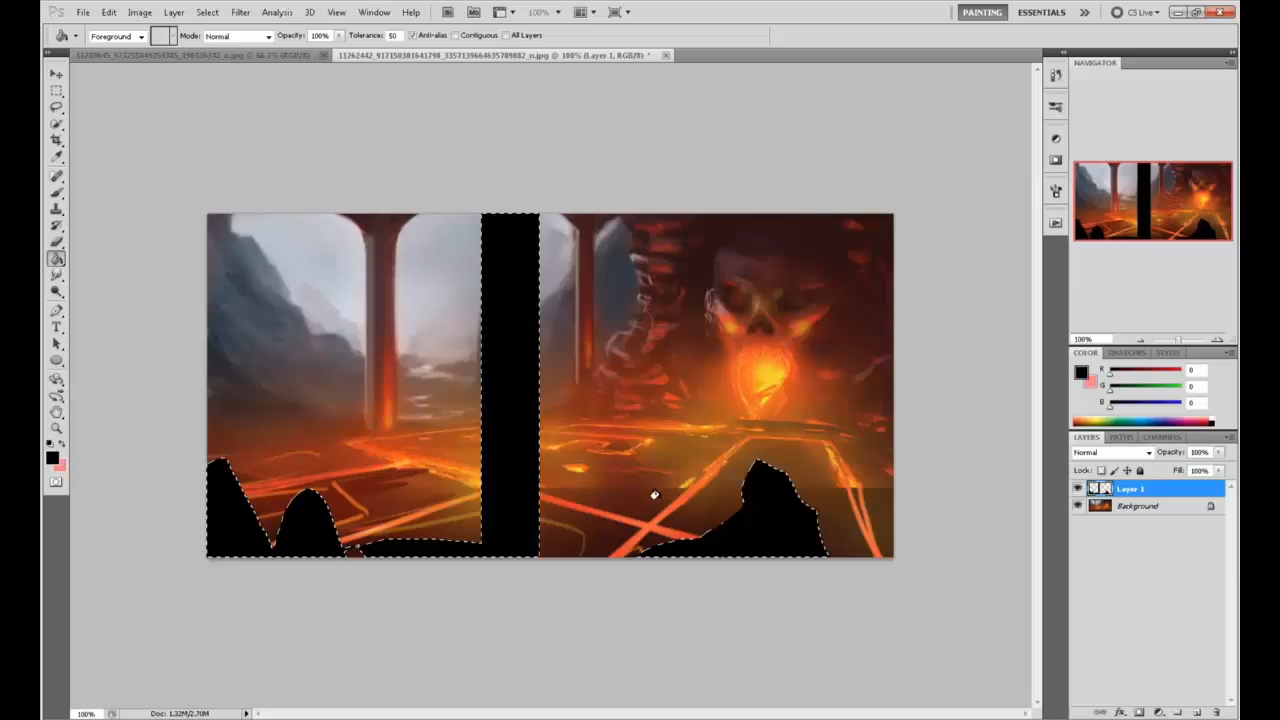 Ps File Edit Image Layer Select Filter Analysis 3D View Window Help Br Mb 100% PAINTING ESSENTIALS CS Live
Foreground Mode: Normal Opacity: 100% Tolerance: 50 Anti-alias Contiguous All Layers
11262442_917150301641798_3357139664635789882_n.jpg @ 100% (Layer 1, RGB/8) *
NAVIGATOR
100%
COLOR SWATCHES STYLES
R 0
G 0
B 0
LAYERS PATHS CHANNELS
Normal Opacity: 100%
Lock: Fill: 100%
Layer 1
Background
100% Doc: 1.32M/2.70M